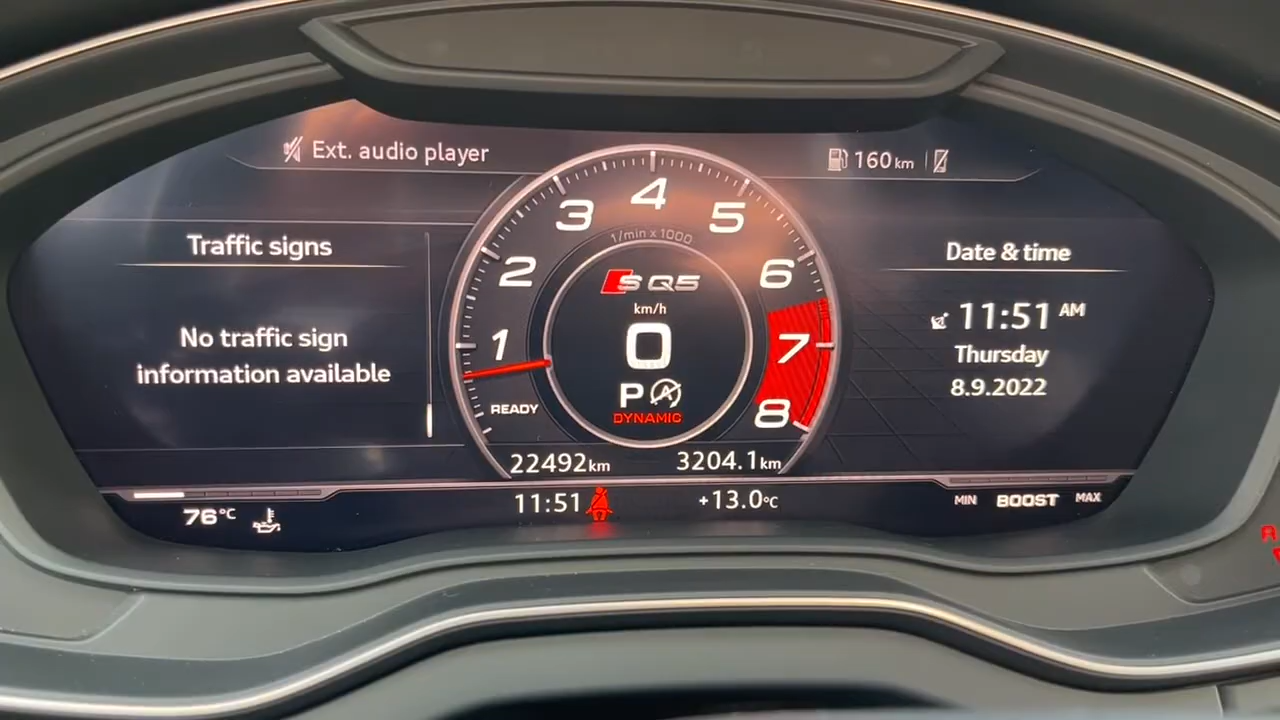 Ext. audio player
160 km
Traffic signs
No traffic sign
information available
1 2 3 4 5 6 7 8
1/min x 1000
SQ5
km/h
0
P A
DYNAMIC
READY
Date & time
11:51 AM
Thursday
8.9.2022
22492 km
3204.1 km
11:51
+13.0 °C
76 °C
MIN BOOST MAX